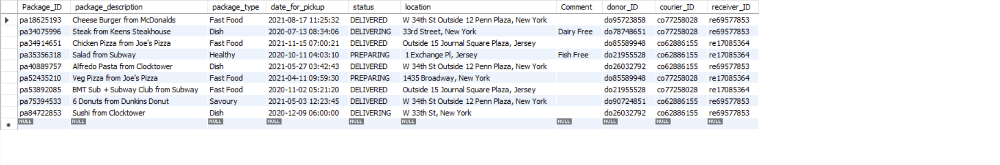 Package_ID package_description package_type date_for_pickup status location Comment donor_ID courier_ID receiver_ID
pa18625193 Cheese Burger from McDonalds Fast Food 2021-08-17 11:25:32 DELIVERED W 34th St Outside 12 Penn Plaza, New York do95723858 co77258028 re69577853
pa34075996 Steak from Keens Steakhouse Dish 2020-07-13 08:34:06 DELIVERING 33rd Street, New York Dairy Free do78748651 co77258028 re69577853
pa34914651 Chicken Pizza from Joe's Pizza Fast Food 2021-11-15 07:00:21 DELIVERED Outside 15 Journal Square Plaza, Jersey do85589948 co62886155 re17085364
pa35356318 Salad from Subway Healthy 2020-10-11 04:03:10 PREPARING 1 Exchange Pl, Jersey Fish Free do21955528 co62886155 re17085364
pa40889757 Alfredo Pasta from Clocktower Dish 2021-05-27 03:42:43 DELIVERED W 34th St Outside 12 Penn Plaza, New York do26032792 co62886155 re69577853
pa52435210 Veg Pizza from Joe's Pizza Fast Food 2021-04-11 09:59:30 PREPARING 1435 Broadway, New York do85589948 co77258028 re17085364
pa53892085 BMT Sub + Subway Club from Subway Fast Food 2020-11-02 05:21:20 DELIVERED Outside 15 Journal Square Plaza, Jersey do21955528 co77258028 re17085364
pa75394533 6 Donuts from Dunkins Donut Savoury 2021-05-03 12:23:45 DELIVERED W 34th St Outside 12 Penn Plaza, New York do90724851 co62886155 re69577853
pa84722853 Sushi from Clocktower Dish 2020-12-09 06:00:00 DELIVERING W 33th St, New York do26032792 co62886155 re69577853
NULL NULL NULL NULL NULL NULL NULL NULL NULL NULL